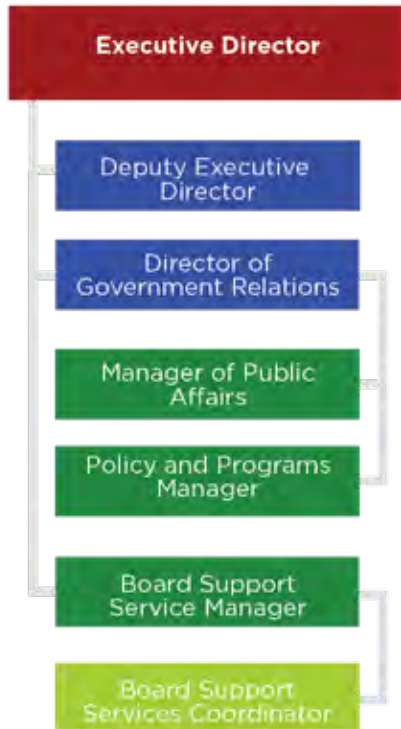 Executive Director
Deputy Executive
Director
Director of
Government Relations
Manager of Public
Affairs
Policy and Programs
Manager
Board Support
Service Manager
Board Support
Services Coordinator